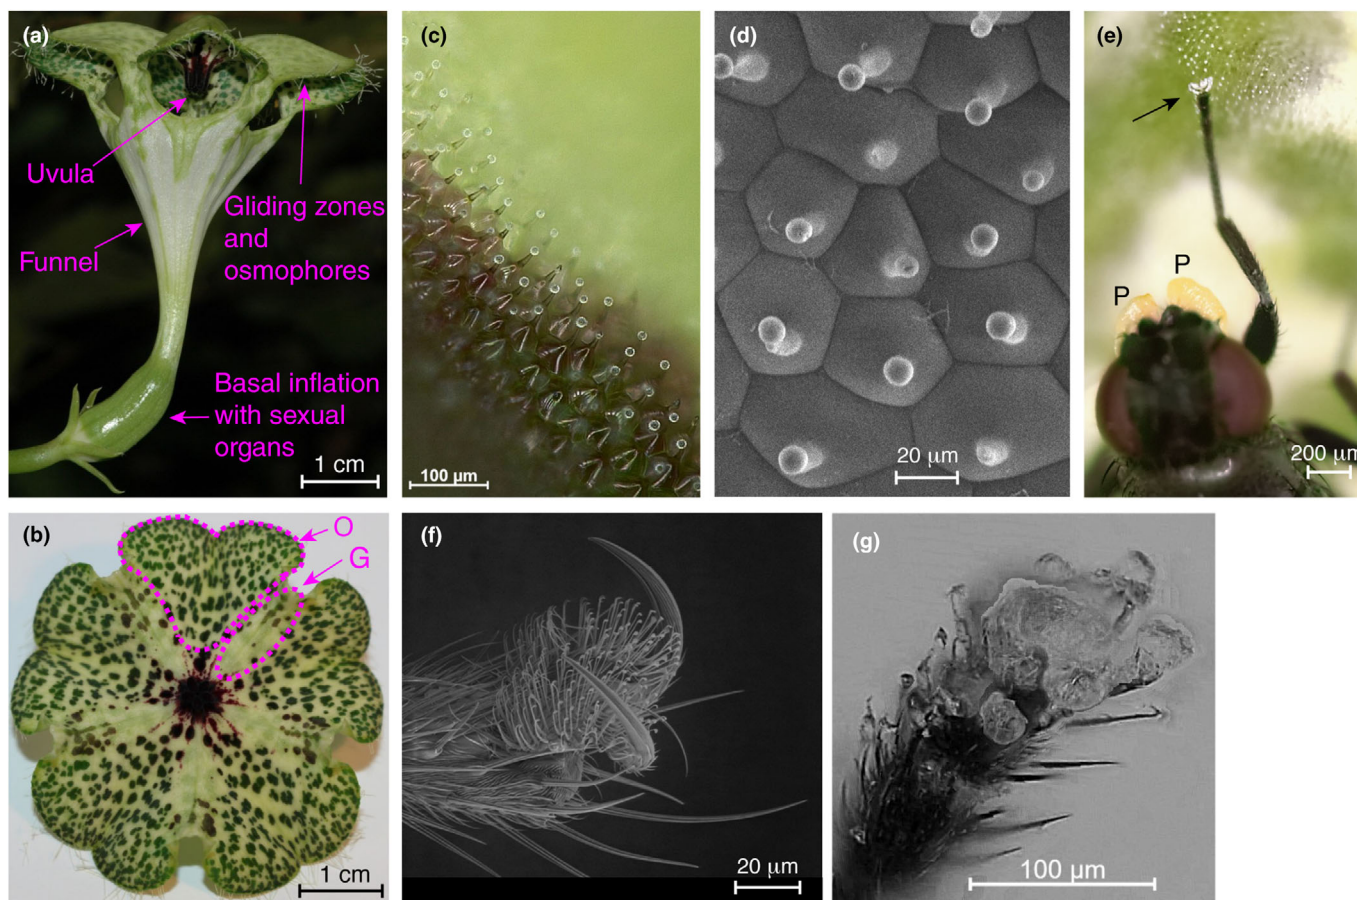 (a)
Uvula
Funnel
Gliding zones
and
osmophores
Basal inflation
with sexual
organs
1 cm
(c)
100 µm
(d)
20 µm
(e)
P
P
200 µm
(b)
O
G
1 cm
(f)
20 µm
(g)
100 µm